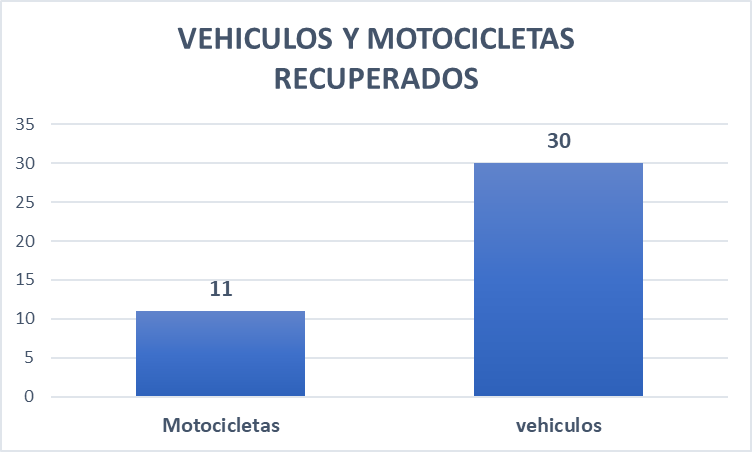 VEHICULOS Y MOTOCICLETAS
RECUPERADOS
35
30
25
20
15
10
5
0
11
30
Motocicletas
vehiculos